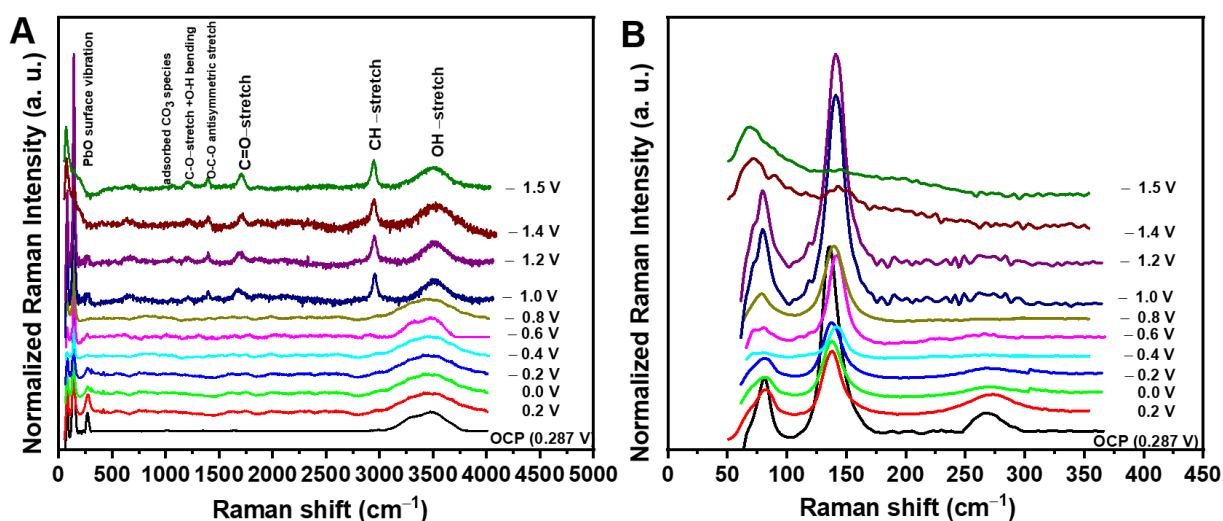 A
Normalized Raman Intensity (a. u.)
PbO surface vibration
adsorbed CO3 species
C-O–stretch +O-H bending
O-C-O antisymmetric stretch
C=O–stretch
CH –stretch
OH –stretch
– 1.5 V
– 1.4 V
– 1.2 V
– 1.0 V
– 0.8 V
– 0.6 V
– 0.4 V
– 0.2 V
0.0 V
0.2 V
OCP (0.287 V)
0 500 1000 1500 2000 2500 3000 3500 4000 4500 5000
Raman shift (cm−1)
B
Normalized Raman Intensity (a. u.)
– 1.5 V
– 1.4 V
– 1.2 V
– 1.0 V
– 0.8 V
– 0.6 V
– 0.4 V
– 0.2 V
0.0 V
0.2 V
OCP (0.287 V)
0 50 100 150 200 250 300 350 400 450
Raman shift (cm−1)